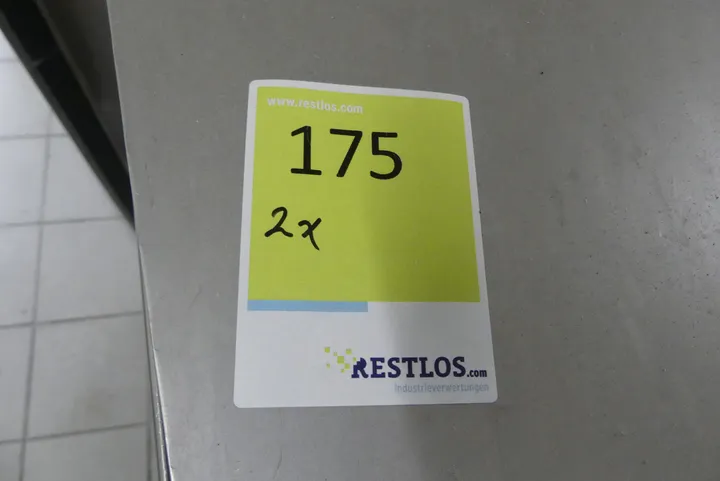 www.restlos.com
175
2x
RESTLOS.com
Industrieverwertungen